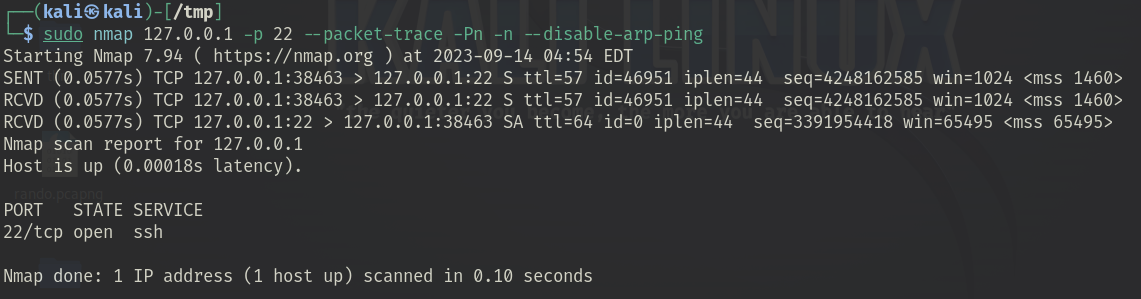 ┌──(kali㉿kali)-[/tmp]
└─$ sudo nmap 127.0.0.1 -p 22 --packet-trace -Pn -n --disable-arp-ping
Starting Nmap 7.94 ( https://nmap.org ) at 2023-09-14 04:54 EDT
SENT (0.0577s) TCP 127.0.0.1:38463 > 127.0.0.1:22 S ttl=57 id=46951 iplen=44  seq=4248162585 win=1024 <mss 1460>
RCVD (0.0577s) TCP 127.0.0.1:38463 > 127.0.0.1:22 S ttl=57 id=46951 iplen=44  seq=4248162585 win=1024 <mss 1460>
RCVD (0.0577s) TCP 127.0.0.1:22 > 127.0.0.1:38463 SA ttl=64 id=0 iplen=44  seq=3391954418 win=65495 <mss 65495>
Nmap scan report for 127.0.0.1
Host is up (0.00018s latency).
rando.pcapng
PORT   STATE SERVICE
22/tcp open  ssh
Nmap done: 1 IP address (1 host up) scanned in 0.10 seconds